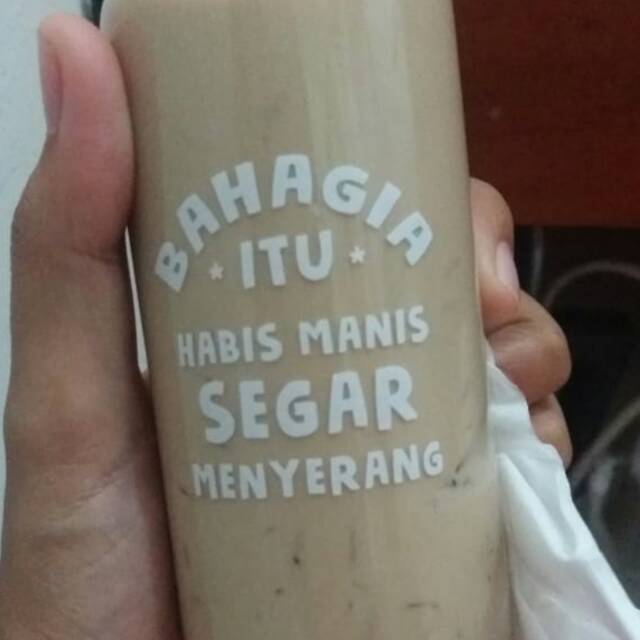 BAHAGIA
ITU
HABIS MANIS
SEGAR
MENYERANG